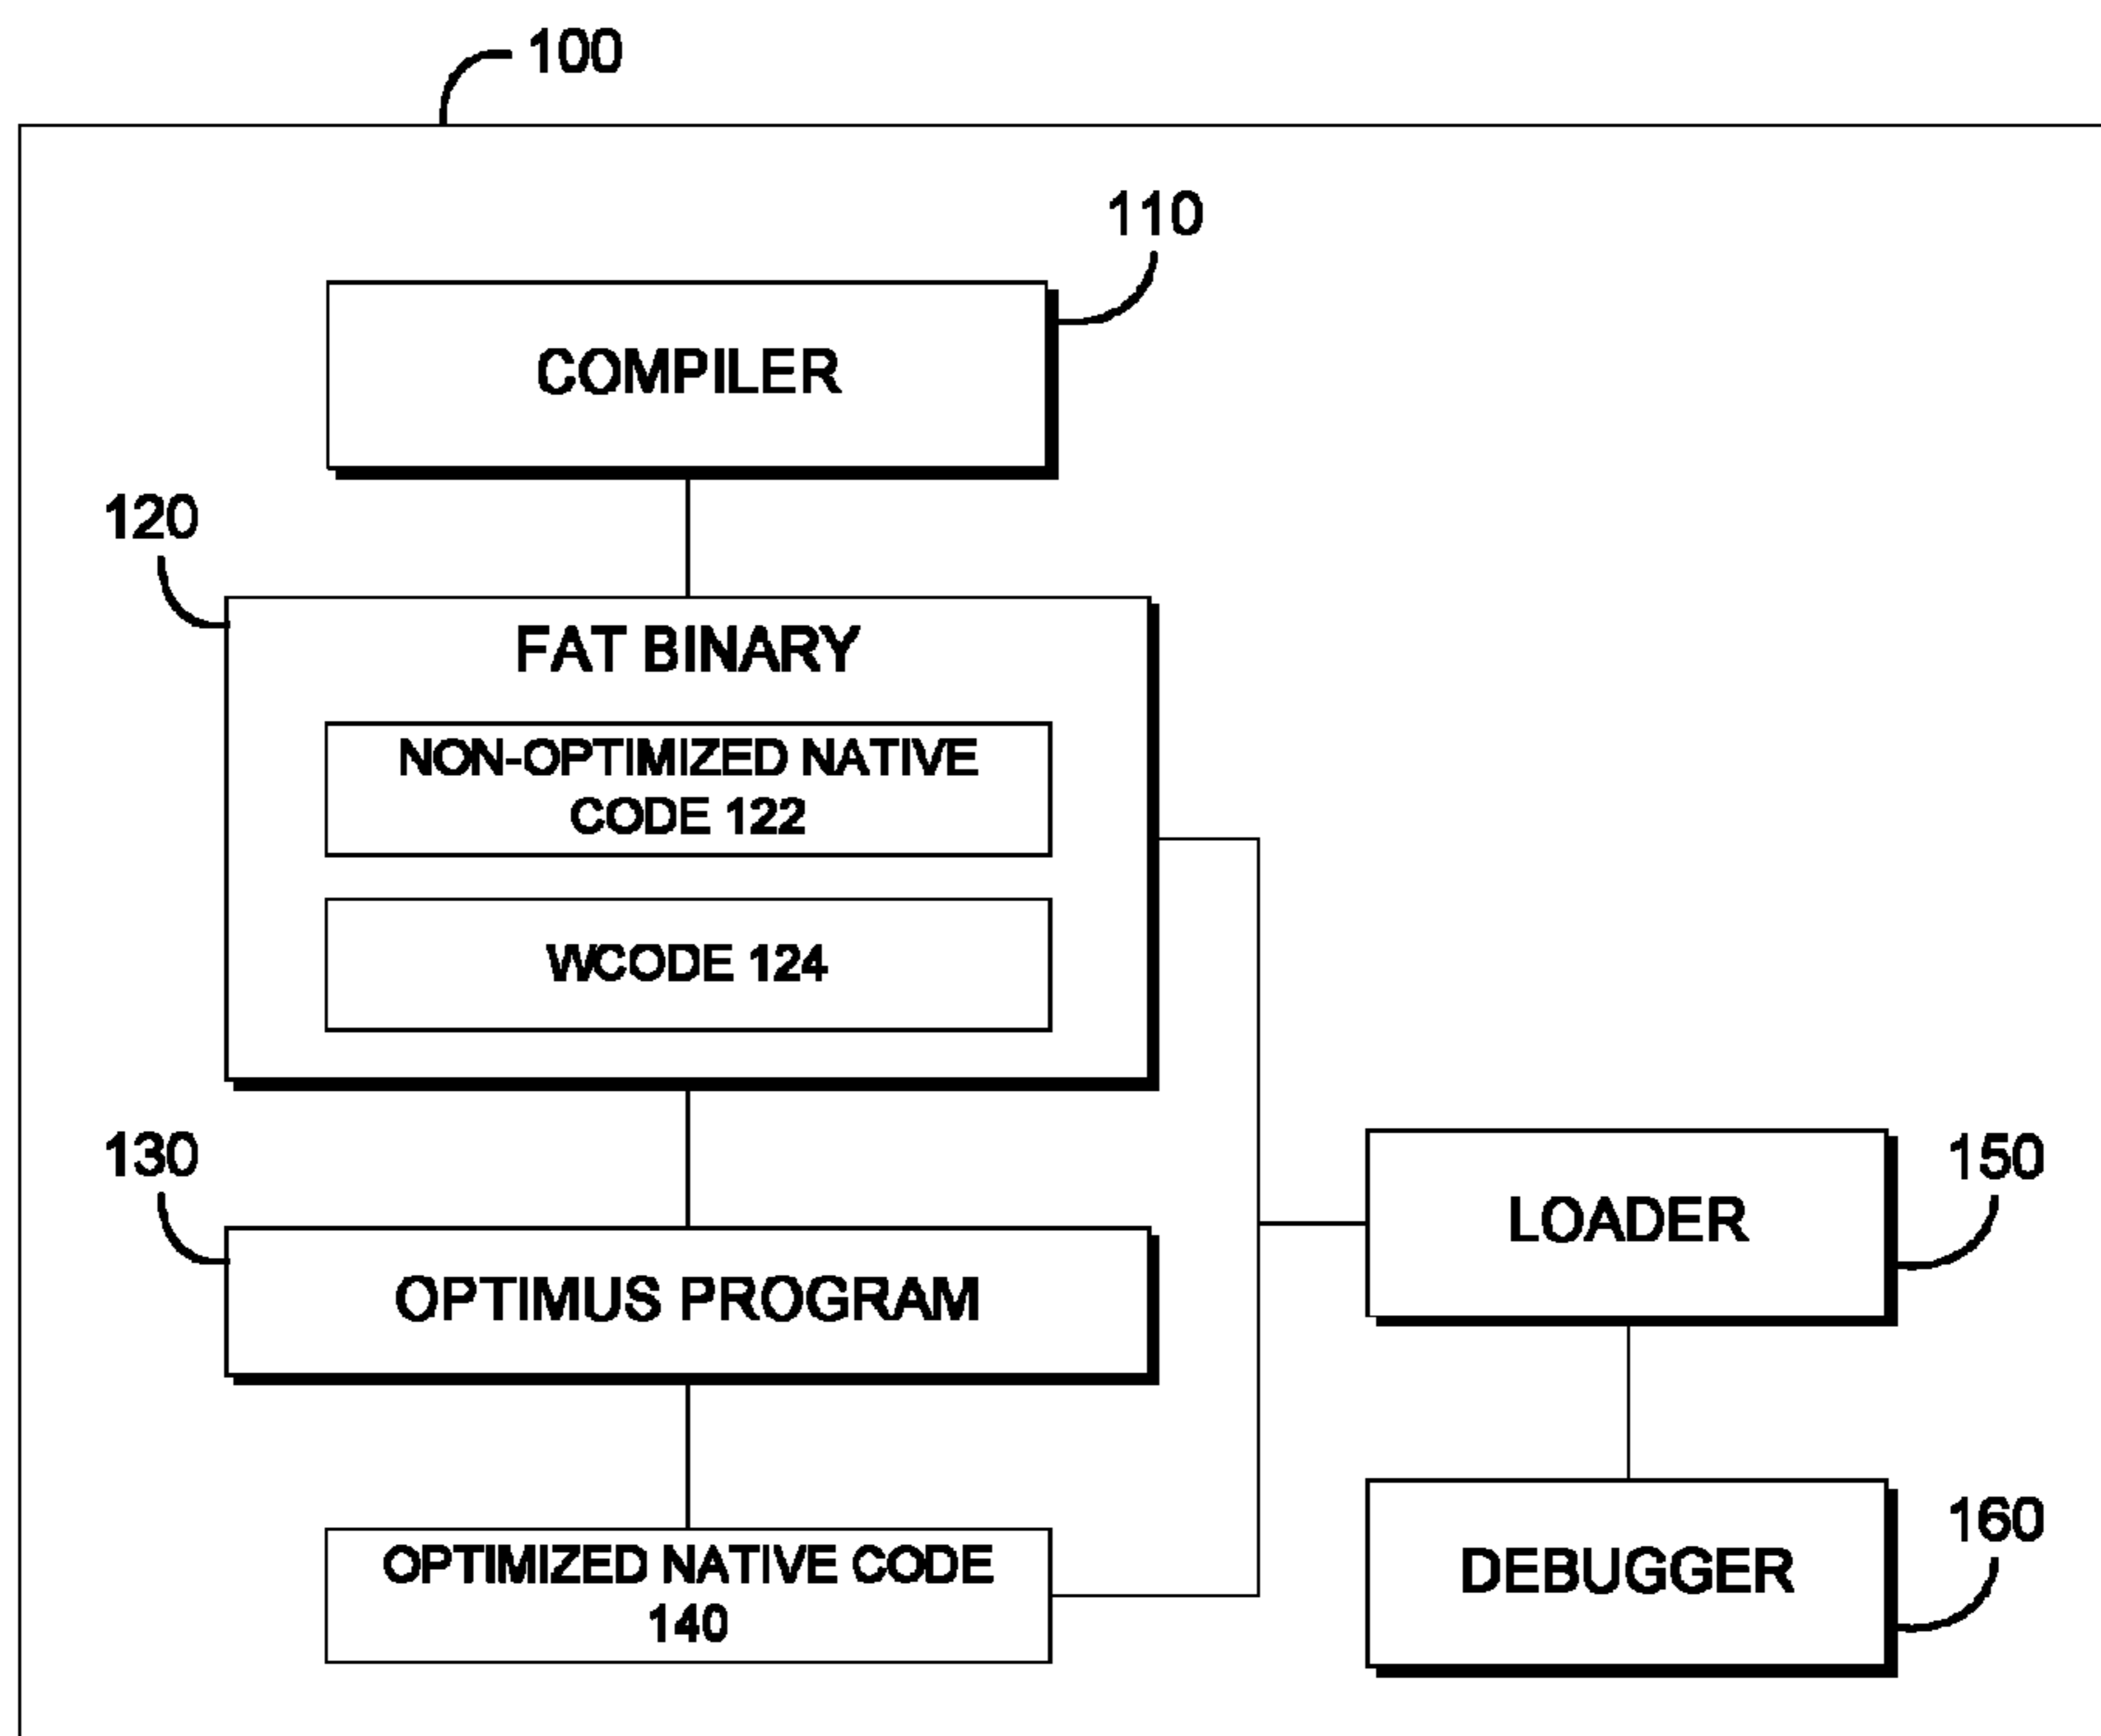 100
110
COMPILER
120
FAT BINARY
NON-OPTIMIZED NATIVE
CODE 122
WCODE 124
130
OPTIMUS PROGRAM
150
LOADER
OPTIMIZED NATIVE CODE
140
160
DEBUGGER